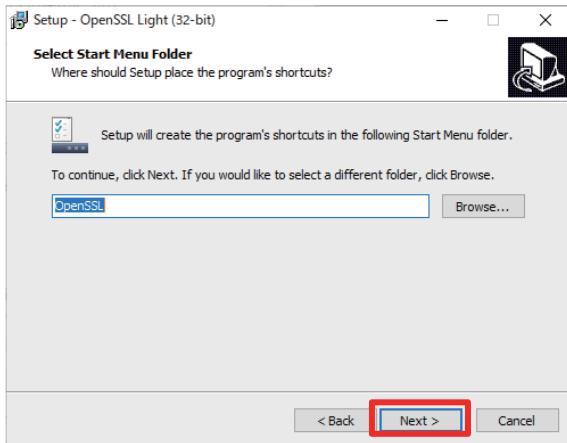 Setup - OpenSSL Light (32-bit)
Select Start Menu Folder
Where should Setup place the program's shortcuts?
Setup will create the program's shortcuts in the following Start Menu folder.
To continue, click Next. If you would like to select a different folder, click Browse.
OpenSSL
Browse...
< Back
Next >
Cancel